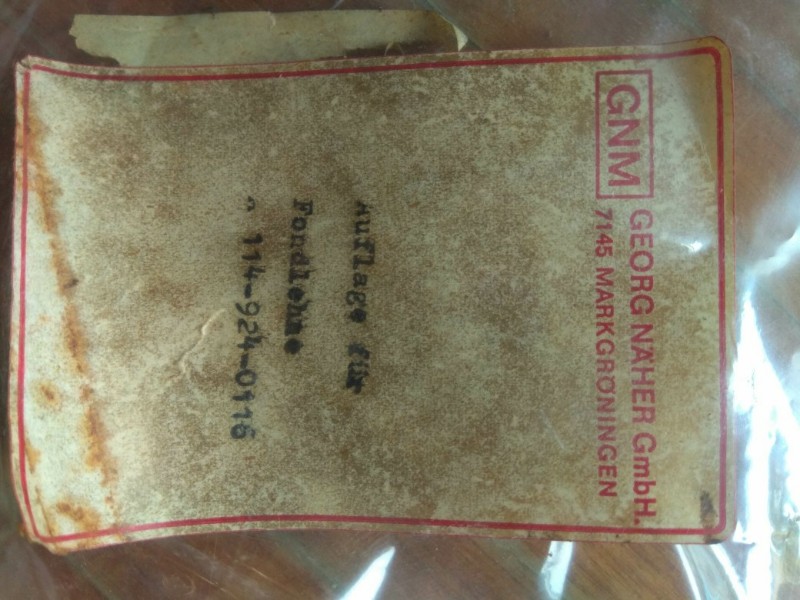 GNM GEORG NÄHER GmbH.
7145 MARKGRÖNINGEN
Auflage für
Fondlehne
114-924-0116